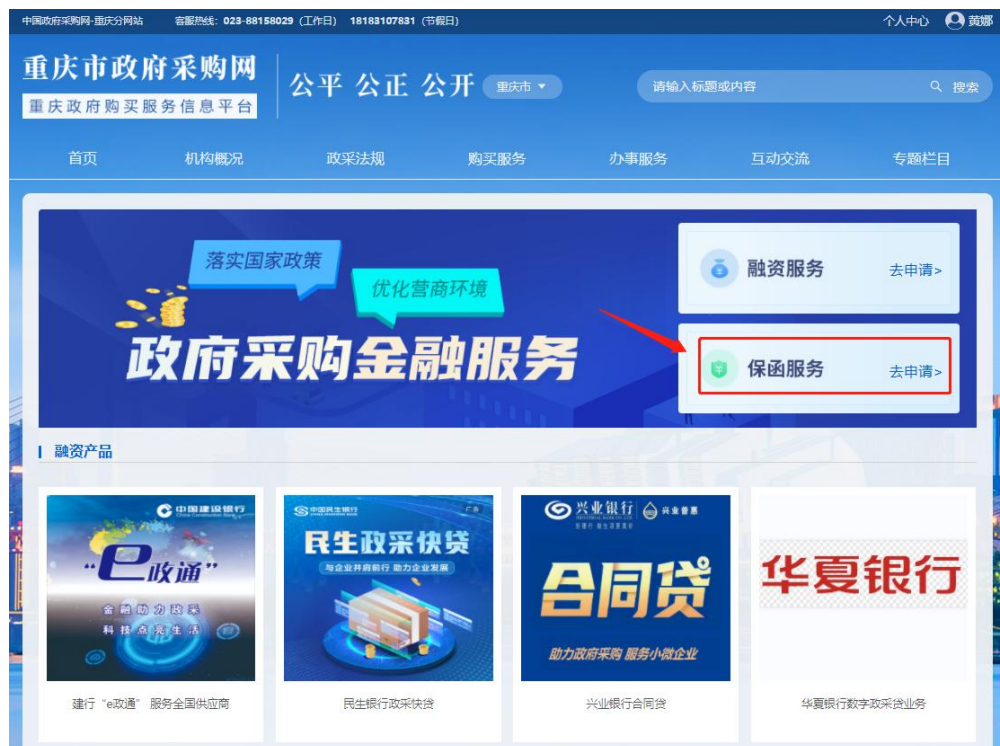 中国政府采购网-重庆分网站 客服热线：023-88158029（工作日） 18183107831（节假日） 个人中心 黄娜
重庆市政府采购网
重庆政府购买服务信息平台
公平 公正 公开
重庆市
请输入标题或内容
搜索
首页 机构概况 政采法规 购买服务 办事服务 互动交流 专题栏目
落实国家政策
优化营商环境
政府采购金融服务
融资服务 去申请>
保函服务 去申请>
融资产品
中国建设银行
China Construction Bank
“e政通”
金融助力政采
科技点亮生活
建行“e政通”服务全国供应商
中国民生银行
广告
民生政采快贷
与企业并肩前行 助力企业发展
民生银行政采快贷
兴业银行
兴业普惠
合同贷
助力政府采购 服务小微企业
兴业银行合同贷
华夏银行
华夏银行数字政采贷业务